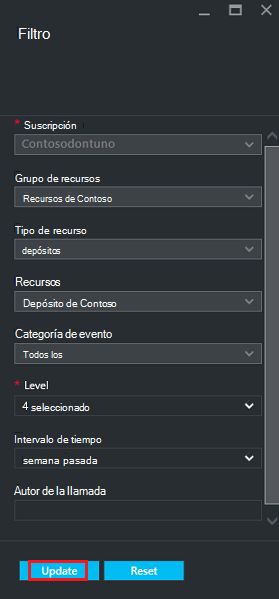 Filtro
* Suscripción
Contosodontuno
Grupo de recursos
Recursos de Contoso
Tipo de recurso
depósitos
Recursos
Depósito de Contoso
Categoría de evento
Todos los
* Level
4 seleccionado
Intervalo de tiempo
semana pasada
Autor de la llamada
Update Reset